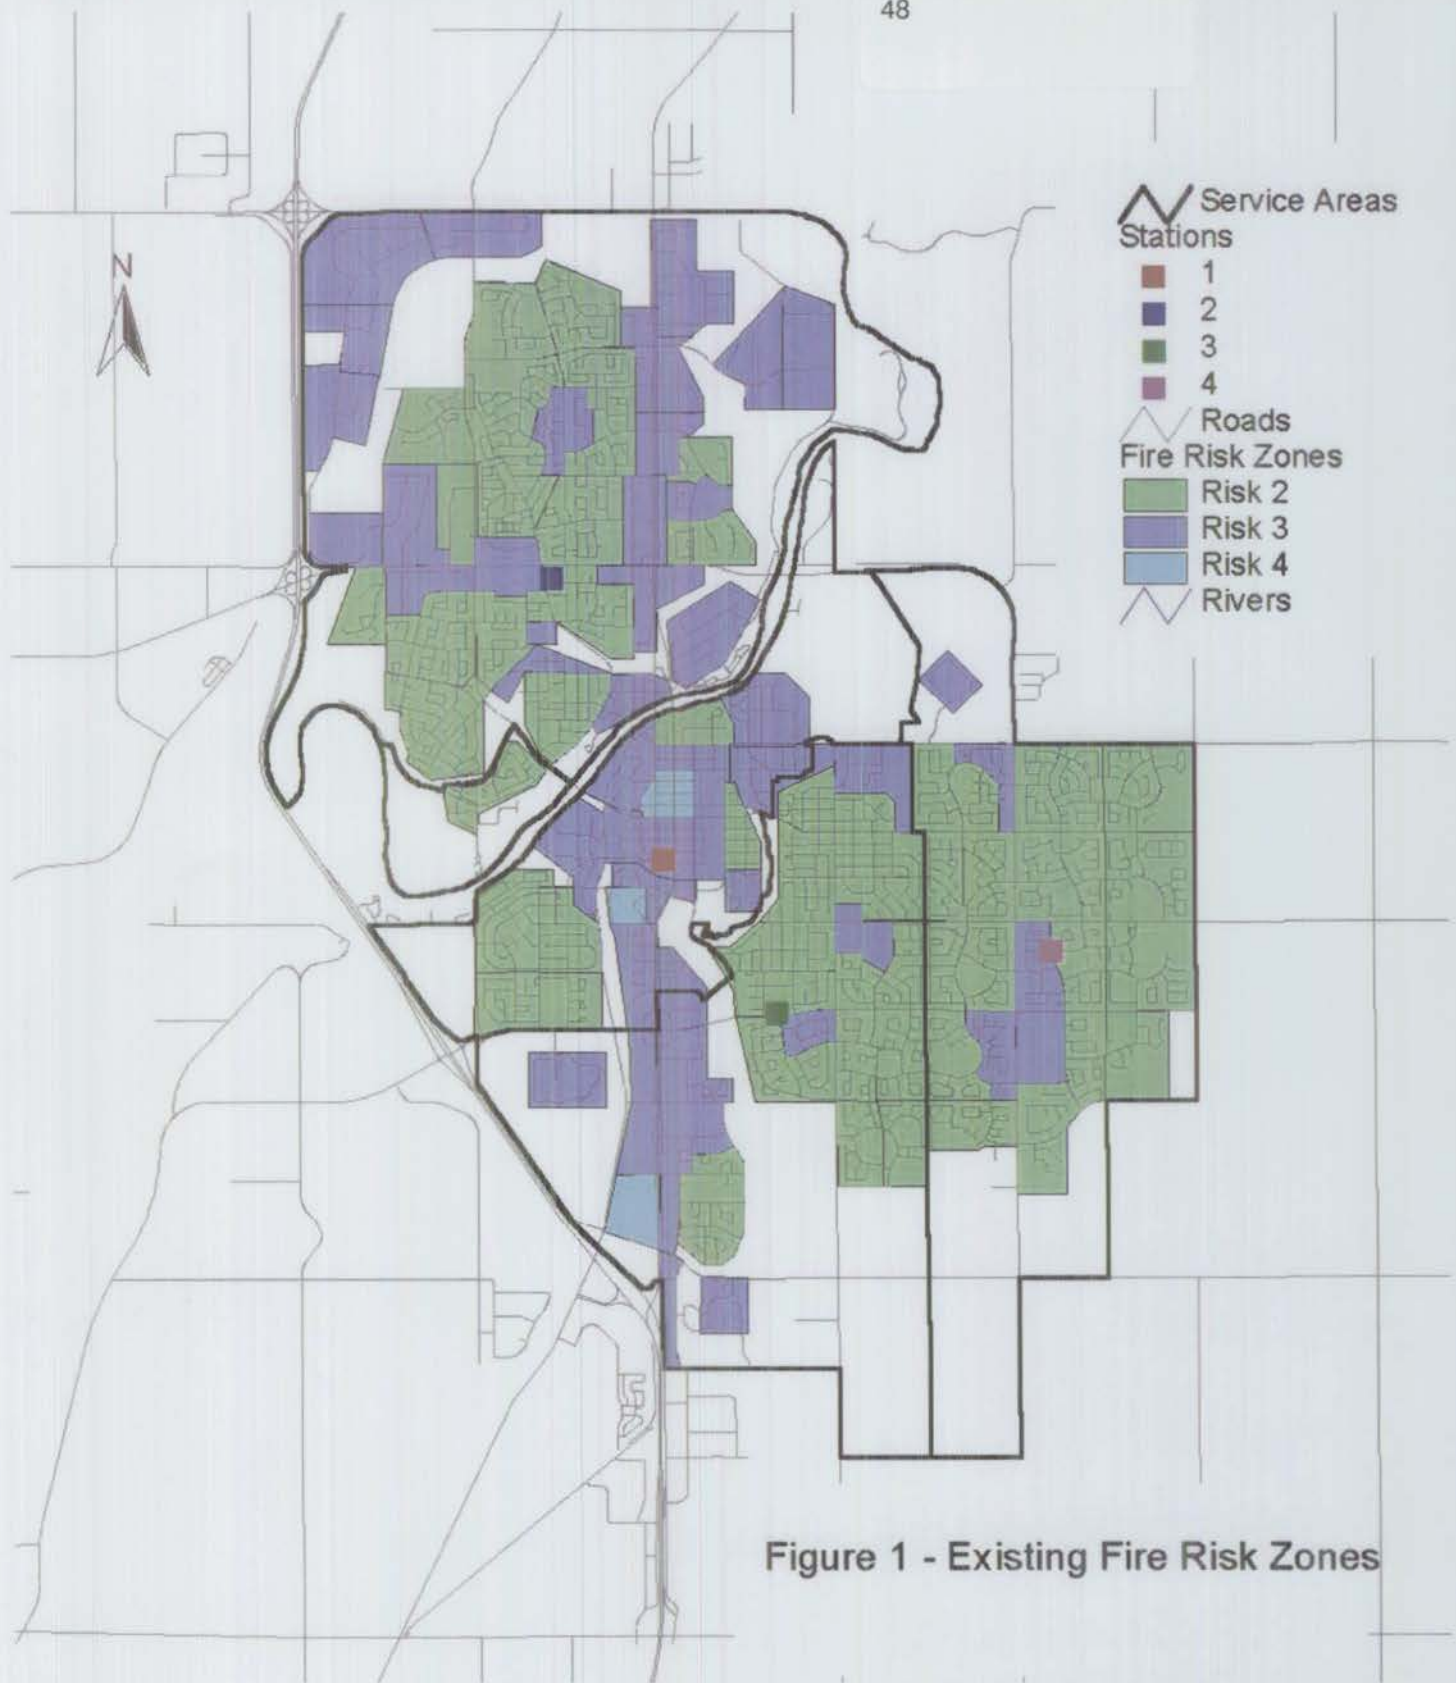 48
N
Service Areas
Stations
1
2
3
4
Roads
Fire Risk Zones
Risk 2
Risk 3
Risk 4
Rivers
Figure 1 - Existing Fire Risk Zones